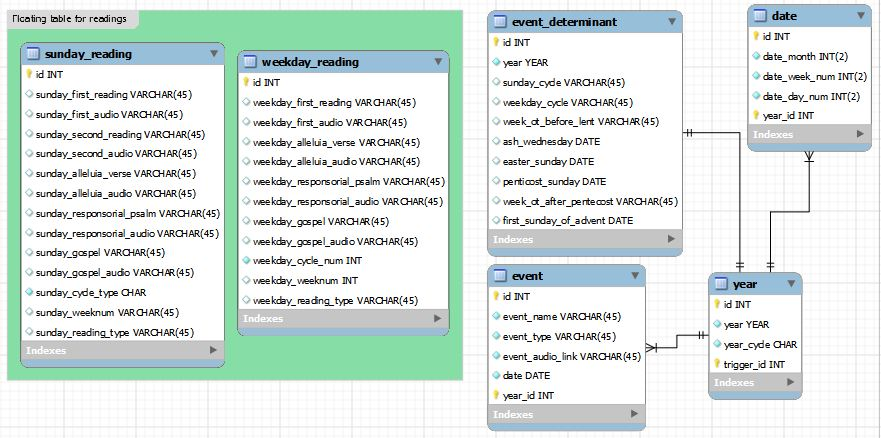 Floating table for readings
sunday_reading
id INT
sunday_first_reading VARCHAR(45)
sunday_first_audio VARCHAR(45)
sunday_second_reading VARCHAR(45)
sunday_second_audio VARCHAR(45)
sunday_alleluia_verse VARCHAR(45)
sunday_alleluia_audio VARCHAR(45)
sunday_responsorial_psalm VARCHAR(45)
sunday_responsorial_audio VARCHAR(45)
sunday_gospel VARCHAR(45)
sunday_gospel_audio VARCHAR(45)
sunday_cycle_type CHAR
sunday_weeknum VARCHAR(45)
sunday_reading_type VARCHAR(45)
Indexes
weekday_reading
id INT
weekday_first_reading VARCHAR(45)
weekday_first_audio VARCHAR(45)
weekday_alleluia_verse VARCHAR(45)
weekday_alleluia_audio VARCHAR(45)
weekday_responsorial_psalm VARCHAR(45)
weekday_responsorial_audio VARCHAR(45)
weekday_gospel VARCHAR(45)
weekday_gospel_audio VARCHAR(45)
weekday_cycle_num INT
weekday_weeknum INT
weekday_reading_type VARCHAR(45)
Indexes
event_determinant
id INT
year YEAR
sunday_cycle VARCHAR(45)
weekday_cycle VARCHAR(45)
week_ot_before_lent VARCHAR(45)
ash_wednesday DATE
easter_sunday DATE
penticost_sunday DATE
week_ot_after_pentecost VARCHAR(45)
first_sunday_of_advent DATE
Indexes
date
id INT
date_month INT(2)
date_week_num INT(2)
date_day_num INT(2)
year_id INT
Indexes
event
id INT
event_name VARCHAR(45)
event_type VARCHAR(45)
event_audio_link VARCHAR(45)
date DATE
year_id INT
Indexes
year
id INT
year YEAR
year_cycle CHAR
trigger_id INT
Indexes